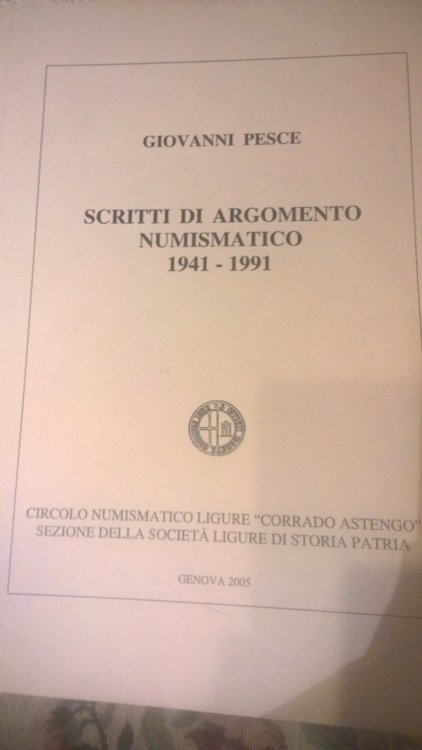 GIOVANNI PESCE
SCRITTI DI ARGOMENTO
NUMISMATICO
1941 - 1991
CIRCOLO NUMISMATICO LIGURE "CORRADO ASTENGO"
SEZIONE DELLA SOCIETÀ LIGURE DI STORIA PATRIA
GENOVA 2005